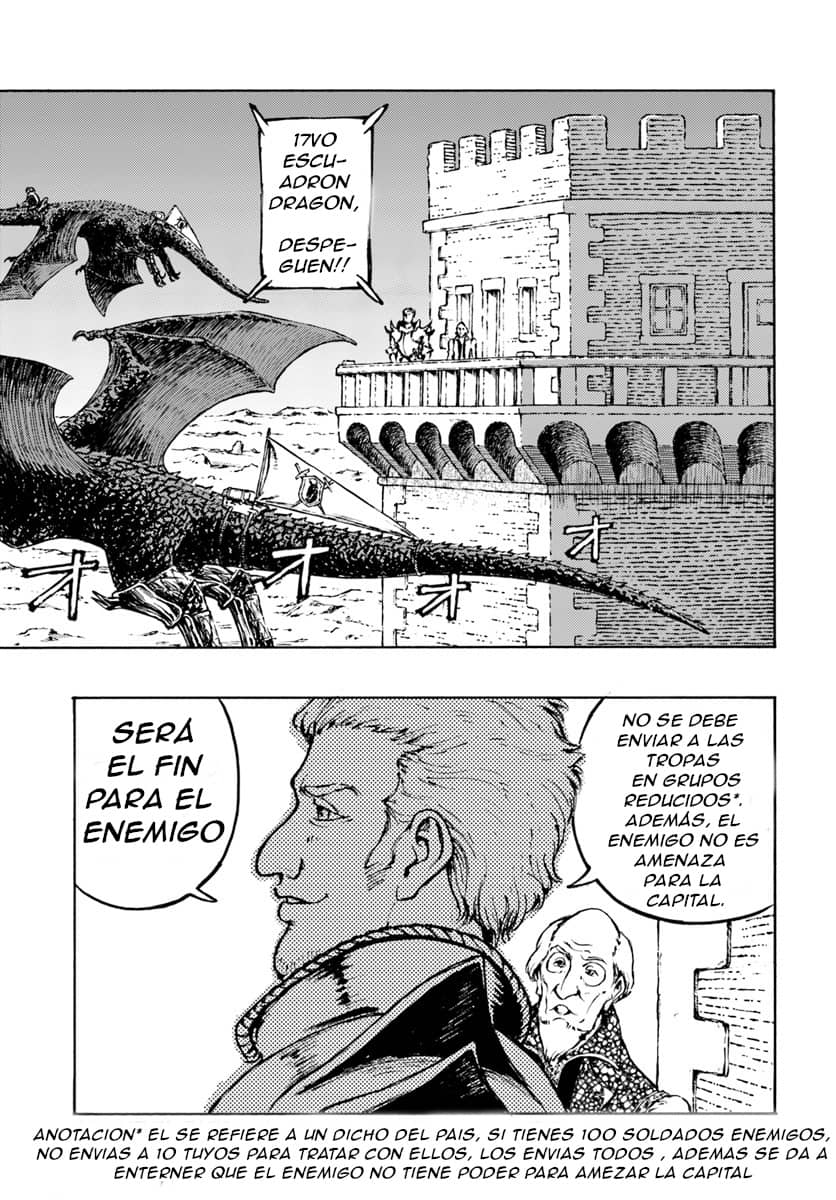 17VO
ESCU-
ADRON
DRAGON,
DESPE-
GUEN!!
オ
オ
オ
オ
NO SE DEBE
ENVIAR A LAS
TROPAS
EN GRUPOS
REDUCIDOS*.
ADEMÁS, EL
ENEMIGO NO ES
AMENAZA
PARA LA
CAPITAL.
SERÁ
EL FIN
PARA EL
ENEMIGO
ANOTACION* EL SE REFIERE A UN DICHO DEL PAIS, SI TIENES 100 SOLDADOS ENEMIGOS,
NO ENVIAS A 10 TUYOS PARA TRATAR CON ELLOS, LOS ENVIAS TODOS , ADEMAS SE DA A
ENTERNER QUE EL ENEMIGO NO TIENE PODER PARA AMEZAR LA CAPITAL